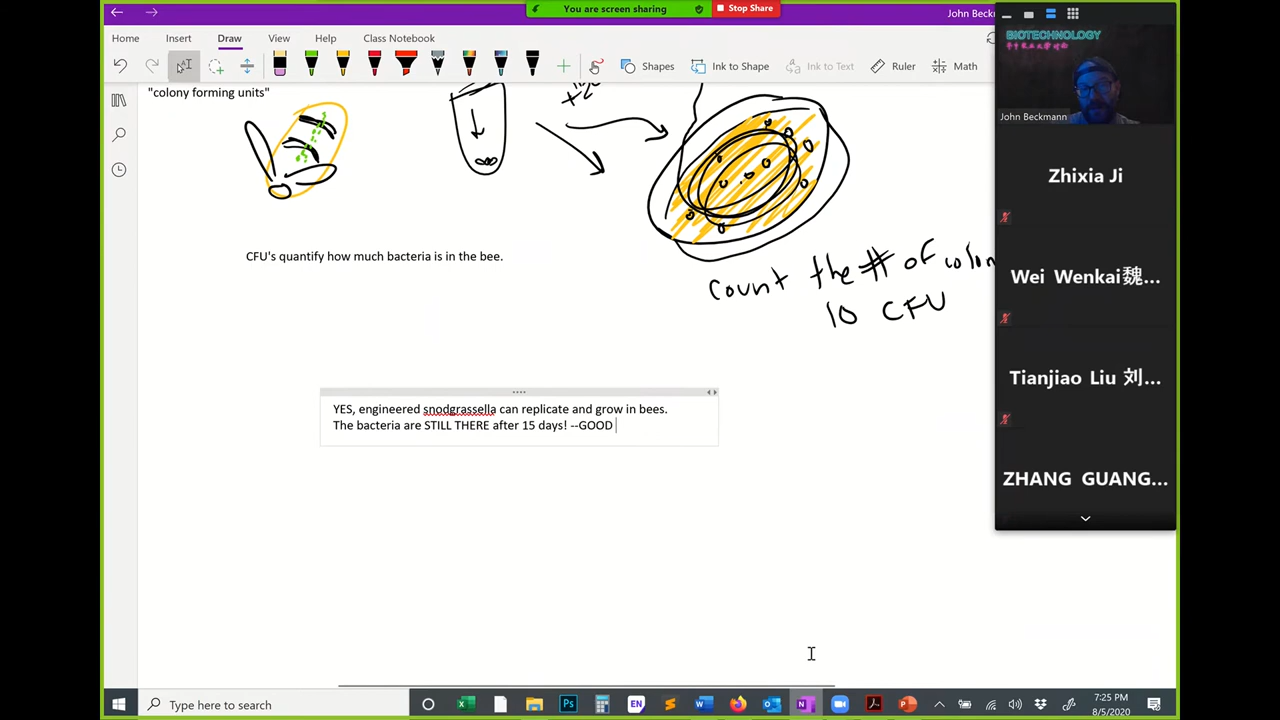 You are screen sharing
Stop Share
John Beckm
Home
Insert
Draw
View
Help
Class Notebook
Shapes
Ink to Shape
Ink to Text
Ruler
Math
"colony forming units"
CFU's quantify how much bacteria is in the bee.
count the # of colon
10 CFU
YES, engineered snodgrassella can replicate and grow in bees.
The bacteria are STILL THERE after 15 days! --GOOD
BIOTECHNOLOGY
John Beckmann
Zhixia Ji
Wei Wenkai魏...
Tianjiao Liu 刘...
ZHANG GUANG...
Type here to search
EN
7:25 PM
8/5/2020